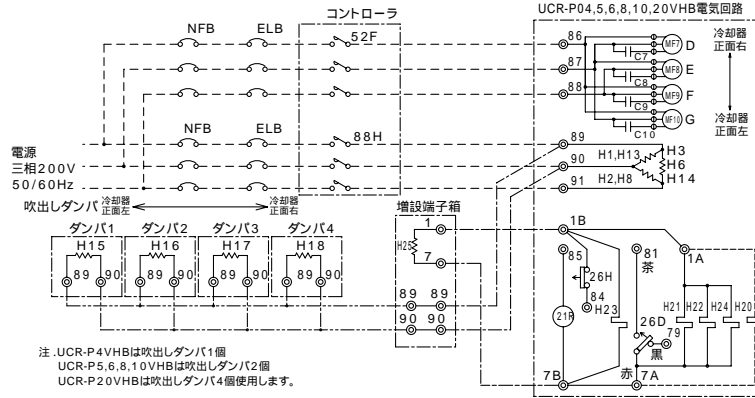 コントローラ
UCR-P04,5,6,8,10,20VHB電気回路
NFB
ELB
52F
86
87
88
MF7
D
C7
MF8
E
C8
MF9
F
C9
MF10
G
C10
冷却器
正面右
冷却器
正面左
NFB
ELB
88H
89
90
91
H1,H13
H2,H8
H3
H6
H14
電源
三相200V
50/60Hz
吹出しダンパ
冷却器
正面左
冷却器
正面右
ダンパ1
ダンパ2
ダンパ3
ダンパ4
H15
H16
H17
H18
89
90
89
90
89
90
89
90
増設端子箱
1
H25
7
89
89
90
90
1B
85
26H
84
21R
H23
7B
81
茶
1A
26D
79
黒
赤
7A
H21
H22
H24
H20
注.UCR-P4VHBは吹出しダンパ1個
UCR-P5,6,8,10VHBは吹出しダンパ2個
UCR-P20VHBは吹出しダンパ4個使用します。